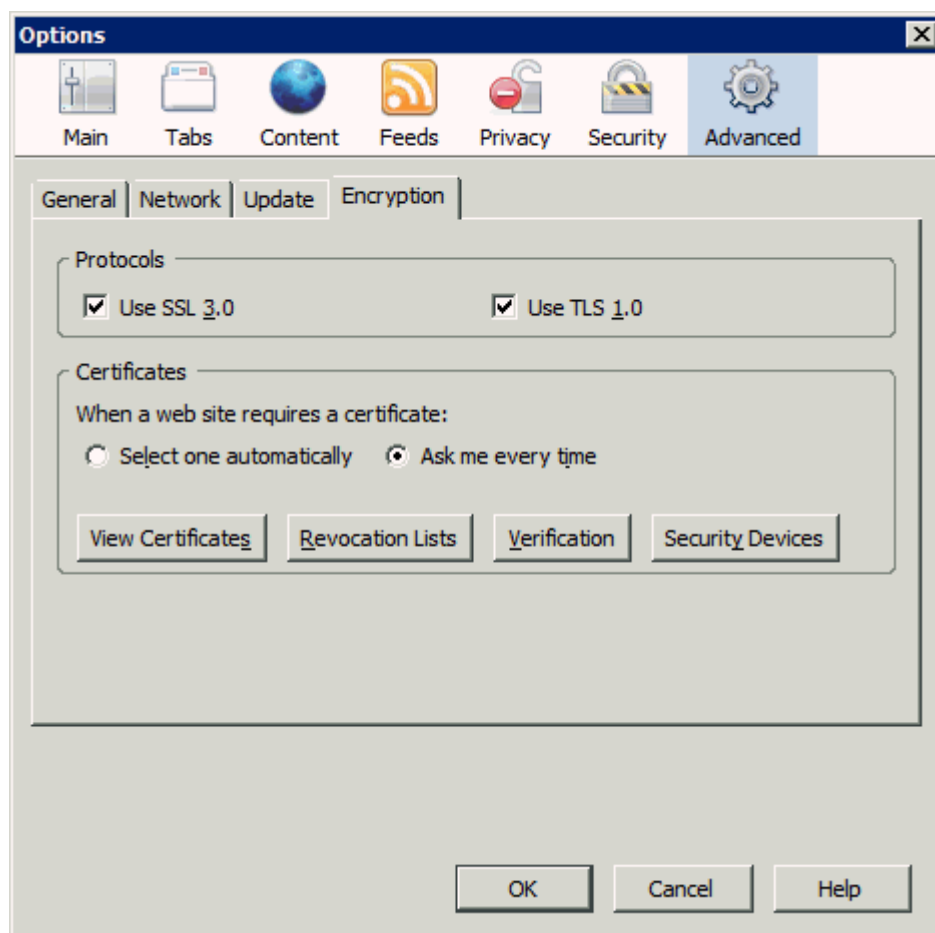 Options
Main Tabs Content Feeds Privacy Security Advanced
General Network Update Encryption
Protocols
Use SSL 3.0 Use TLS 1.0
Certificates
When a web site requires a certificate:
Select one automatically Ask me every time
View Certificates Revocation Lists Verification Security Devices
OK Cancel Help